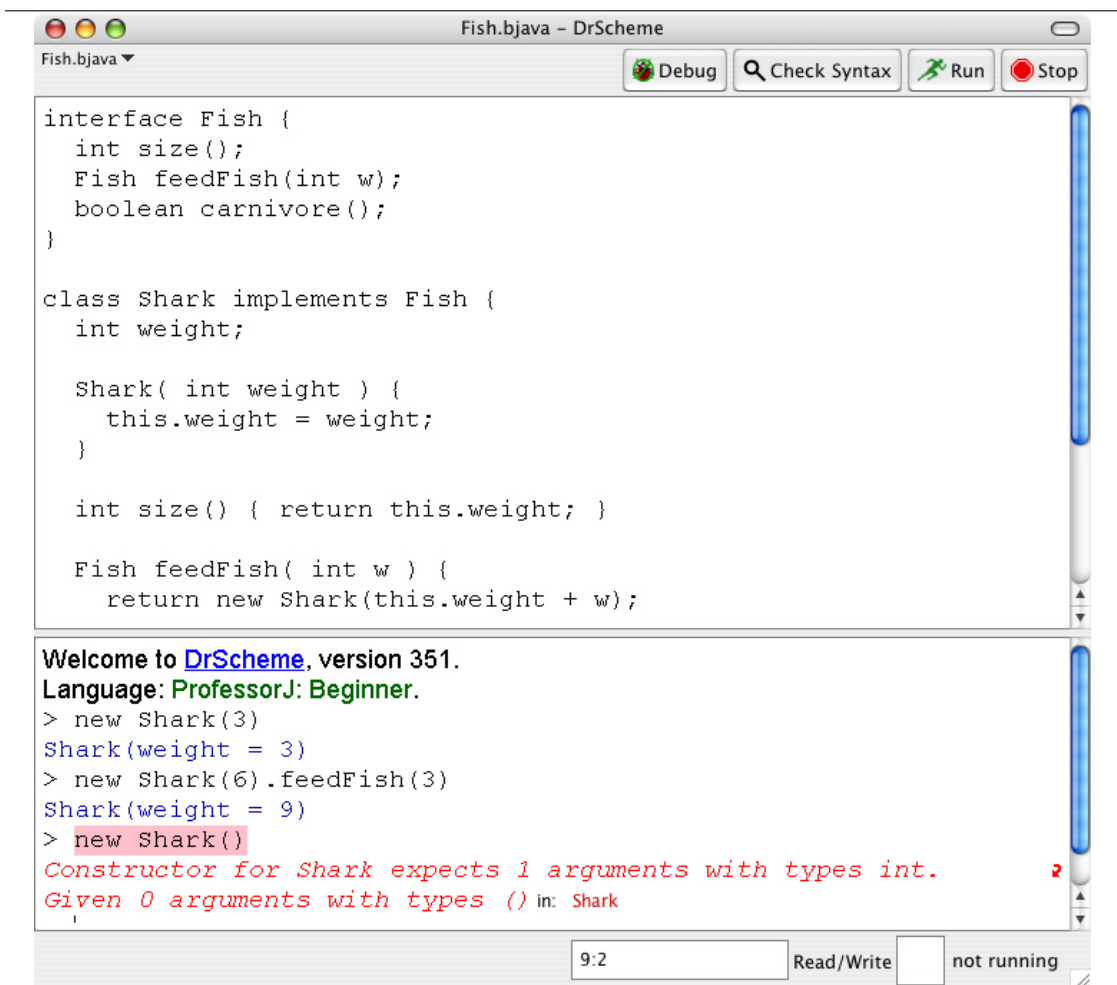 Fish.bjava – DrScheme
Fish.bjava
Debug Check Syntax Run Stop
interface Fish {
int size();
Fish feedFish(int w);
boolean carnivore();
}
class Shark implements Fish {
int weight;
Shark( int weight ) {
this.weight = weight;
}
int size() { return this.weight; }
Fish feedFish( int w ) {
return new Shark(this.weight + w);
Welcome to DrScheme, version 351.
Language: ProfessorJ: Beginner.
> new Shark(3)
Shark(weight = 3)
> new Shark(6).feedFish(3)
Shark(weight = 9)
> new Shark()
Constructor for Shark expects 1 arguments with types int.
Given 0 arguments with types () in: Shark
9:2 Read/Write not running